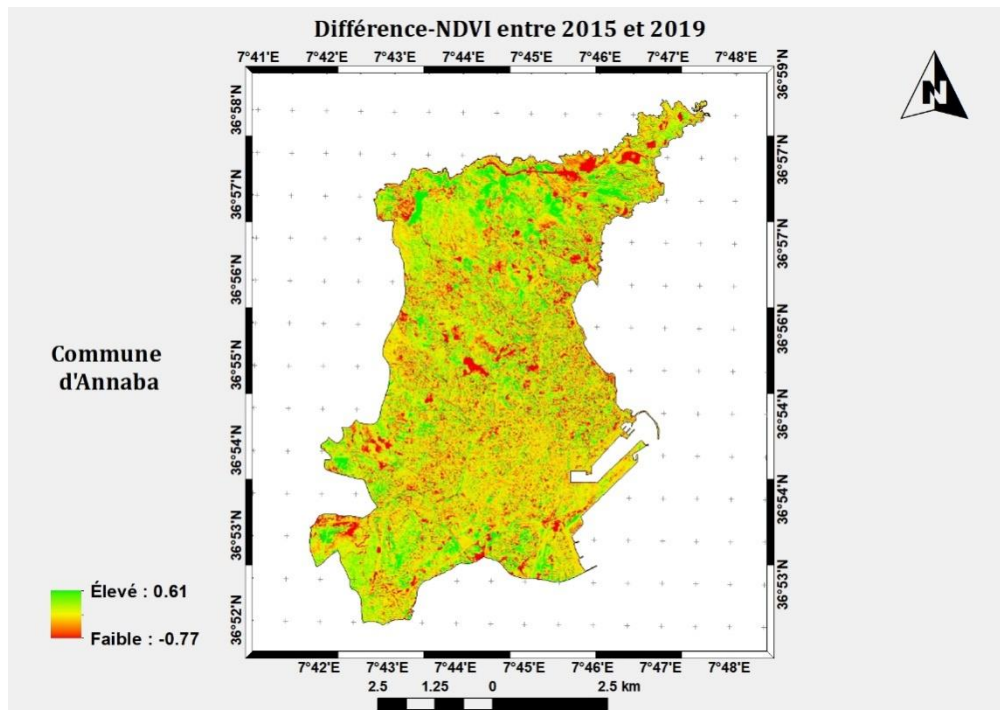 Différence-NDVI entre 2015 et 2019
7°41'E 7°42'E 7°43'E 7°44'E 7°45'E 7°46'E 7°47'E 7°48'E
36°59'N
36°58'N
36°57'N
36°57'N
36°57'N
36°56'N
36°56'N
36°55'N
36°54'N
36°54'N
36°54'N
36°53'N
36°53'N
36°52'N
N
Commune
d'Annaba
Élevé : 0.61
Faible : -0.77
7°42'E 7°43'E 7°44'E 7°45'E 7°46'E 7°47'E 7°48'E
2.5 1.25 0 2.5 km